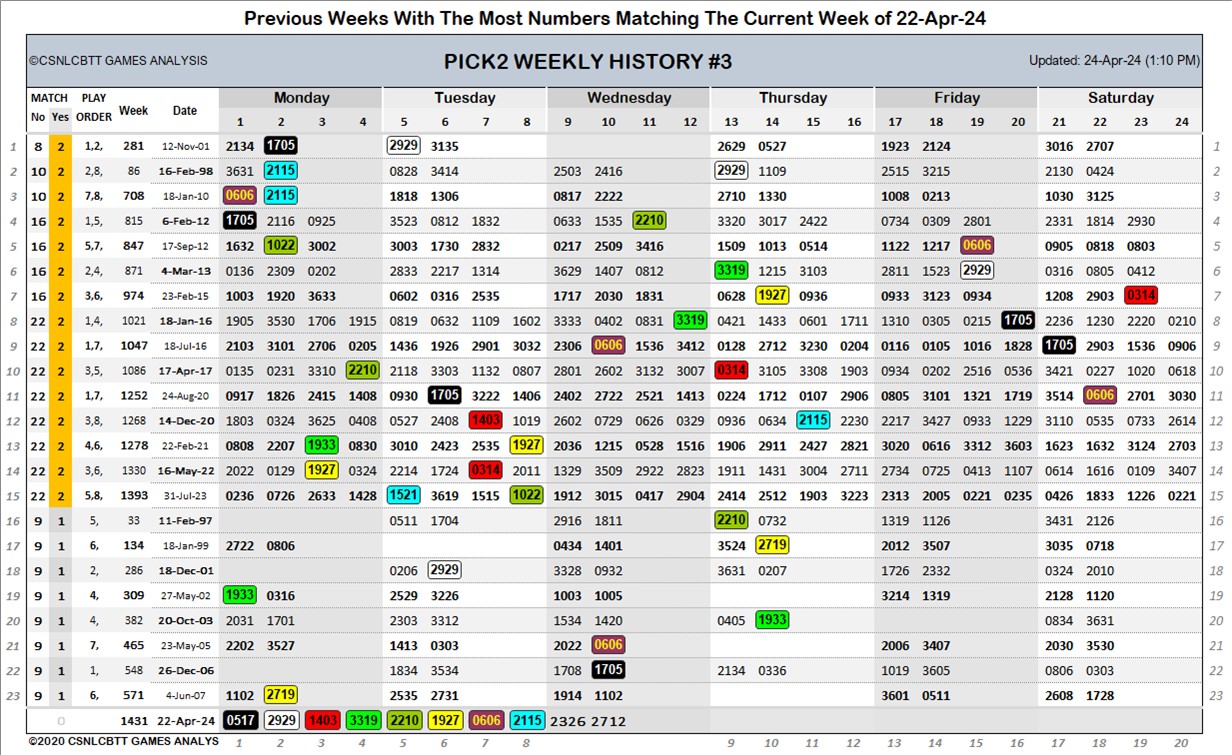 Previous Weeks With The Most Numbers Matching The Current Week of 22-Apr-24
©CSNLCBTT GAMES ANALYSIS PICK2 WEEKLY HISTORY #3 Updated: 24-Apr-24 (1:10 PM)
MATCH PLAY Week Date Monday Tuesday Wednesday Thursday Friday Saturday
No Yes ORDER 1 2 3 4 5 6 7 8 9 10 11 12 13 14 15 16 17 18 19 20 21 22 23 24
1 8 2 1,2, 281 12-Nov-01 2134 1705 2929 3135 2629 0527 1923 2124 3016 2707 1
2 10 2 2,8, 86 16-Feb-98 3631 2115 0828 3414 2503 2416 2929 1109 2515 3215 2130 0424 2
3 10 2 7,8, 708 18-Jan-10 0606 2115 1818 1306 0817 2222 2710 1330 1008 0213 1030 3125 3
4 16 2 1,5, 815 6-Feb-12 1705 2116 0925 3523 0812 1832 0633 1535 2210 3320 3017 2422 0734 0309 2801 2331 1814 2930 4
5 16 2 5,7, 847 17-Sep-12 1632 1022 3002 3003 1730 2832 0217 2509 3416 1509 1013 0514 1122 1217 0606 0905 0818 0803 5
6 16 2 2,4, 871 4-Mar-13 0136 2309 0202 2833 2217 1314 3629 1407 0812 3319 1215 3103 2811 1523 2929 0316 0805 0412 6
7 16 2 3,6, 974 23-Feb-15 1003 1920 3633 0602 0316 2535 1717 2030 1831 0628 1927 0936 0933 3123 0934 1208 2903 0314 7
8 22 2 1,4, 1021 18-Jan-16 1905 3530 1706 1915 0819 0632 1109 1602 3333 0402 0831 3319 0421 1433 0601 1711 1310 0305 0215 1705 2236 1230 2220 0210 8
9 22 2 1,7, 1047 18-Jul-16 2103 3101 2706 0205 1436 1926 2901 3032 2306 0606 1536 3412 0128 2712 3230 0204 0116 0105 1016 1828 1705 2903 1536 0906 9
10 22 2 3,5, 1086 17-Apr-17 0135 0231 3310 2210 2118 3303 1132 0807 2801 2602 3132 3007 0314 3105 3308 1903 0934 0202 2516 0536 3421 0227 1020 0618 10
11 22 2 1,7, 1252 24-Aug-20 0917 1826 2415 1408 1705 3222 1406 2402 2722 2521 1413 0224 1712 0107 2906 0805 3101 1321 1719 3514 0606 2701 3030 11
12 22 2 3,8, 1268 14-Dec-20 1803 0324 3625 0408 0527 2408 1403 1019 2602 0729 0626 0329 0936 0634 2115 2230 2217 3427 0933 1229 3110 0535 0733 2614 12
13 22 2 4,6, 1278 22-Feb-21 0808 2207 1933 0830 3010 2423 2535 1927 2036 1215 0528 1516 1906 2911 2427 2821 3020 0616 3112 3603 1623 1632 3124 2703 13
14 22 2 3,6, 1330 16-May-22 2022 0129 1927 0324 2214 1724 0314 2011 1329 3509 2922 2823 1911 1431 3004 2711 2734 0725 0413 1107 0614 1616 0109 3407 14
15 22 2 5,8, 1393 31-Jul-23 0236 0726 2633 1428 1521 3619 1515 1022 1912 3015 0417 2904 2414 2512 1903 3223 2313 2005 0221 0235 0426 1833 1226 0221 15
16 9 1 5, 33 11-Feb-97 0511 1704 2916 1811 2210 0732 1319 1126 3431 2126 16
17 9 1 6, 134 18-Jan-99 2722 0806 0434 1401 3524 2719 2012 3507 3035 0718 17
18 9 1 2, 286 18-Dec-01 0206 2929 3328 0932 3631 0207 1726 2332 0324 2010 18
19 9 1 4, 309 27-May-02 1933 0316 2529 3226 1003 1005 3214 1319 2128 1120 19
20 9 1 4, 382 20-Oct-03 2031 1701 2303 3312 1534 1420 0405 1933 0834 3631 20
21 9 1 7, 465 23-May-05 2202 3527 1413 0303 2022 0606 2006 3407 2030 3530 21
22 9 1 1, 548 26-Dec-06 1834 3534 1708 1705 2134 0336 1019 3605 0806 0303 22
23 9 1 6, 571 4-Jun-07 1102 2719 2535 2731 1914 1102 3601 0511 2608 1728 23
0 1431 22-Apr-24 0517 2929 1403 3319 2210 1927 0606 2115 2326 2712
©2020 CSNLCBTT GAMES ANALYS 1 2 3 4 5 6 7 8 9 10 11 12 13 14 15 16 17 18 19 20